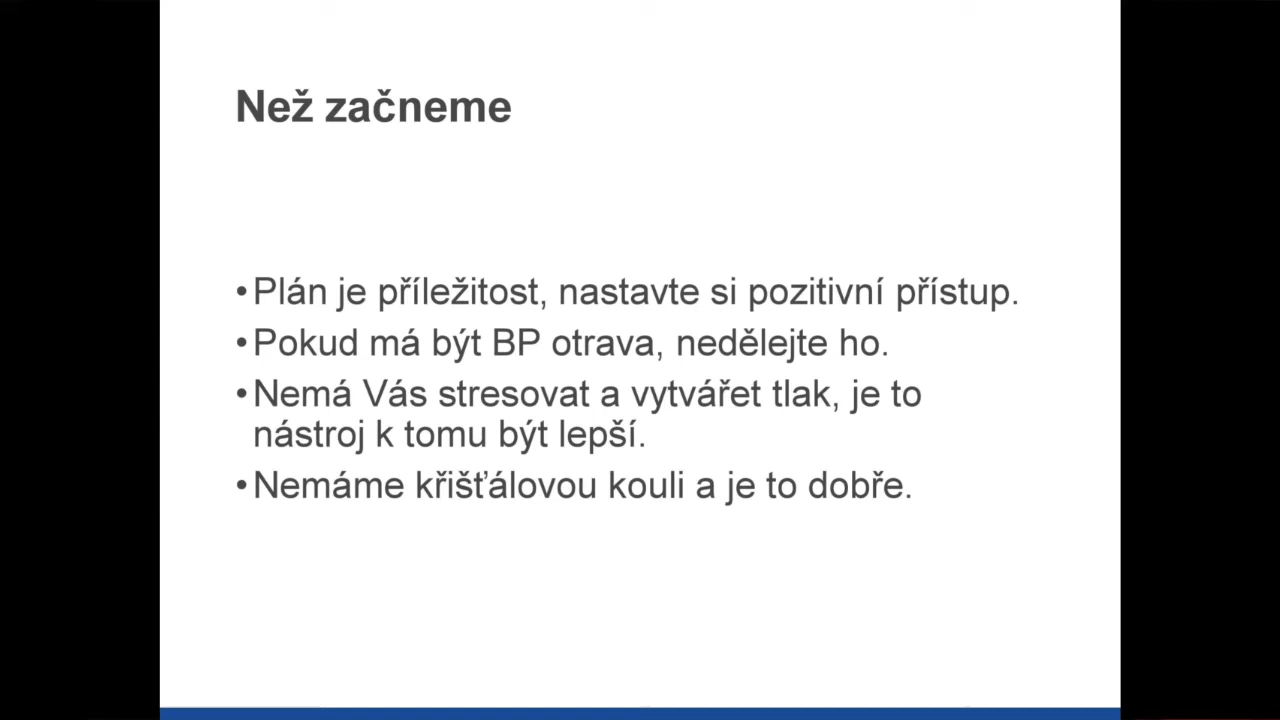 Než začneme
•Plán je příležitost, nastavte si pozitivní přístup.
•Pokud má být BP otrava, nedělejte ho.
•Nemá Vás stresovat a vytvářet tlak, je to
nástroj k tomu být lepší.
•Nemáme křišťálovou kouli a je to dobře.